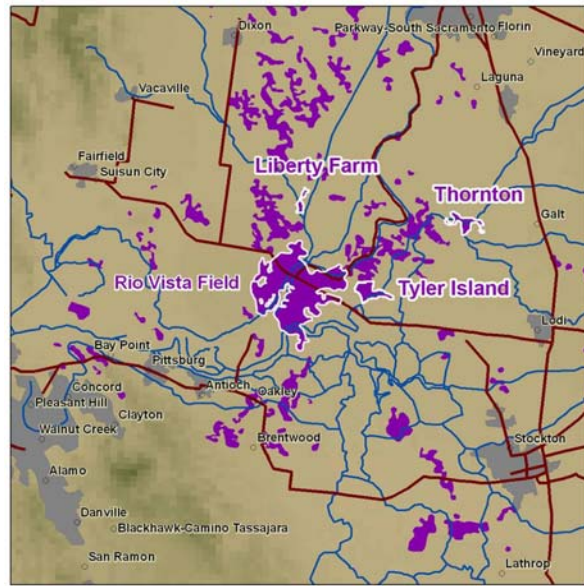 Parkway-South Sacramento
Florin
Dixon
Vineyard
Laguna
Vacaville
Fairfield
Suisun City
Liberty Farm
Thornton
Galt
Rio Vista Field
Tyler Island
Lodi
Bay Point
Pittsburg
Concord
Antioch
Oakley
Pleasant Hill
Clayton
Walnut Creek
Brentwood
Stockton
Alamo
Danville
Blackhawk-Camino Tassajara
San Ramon
Lathrop